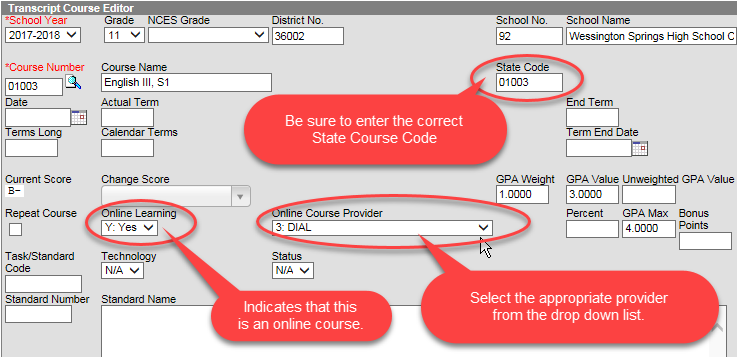 Transcript Course Editor
*School Year Grade NCES Grade District No. School No. School Name
2017-2018 11 36002 92 Wessington Springs High School C
*Course Number Course Name State Code
01003 English III, S1 01003
Date Actual Term End Term
Be sure to enter the correct
State Course Code
Terms Long Calendar Terms Term End Date
Current Score Change Score GPA Weight GPA Value Unweighted GPA Value
B- 1.0000 3.0000
Repeat Course Online Learning Online Course Provider Percent GPA Max Bonus
Points
Y: Yes 3: DIAL 4.0000
Task/Standard
Code
Technology Status
N/A N/A
Standard Number Standard Name
Indicates that this
is an online course.
Select the appropriate provider
from the drop down list.